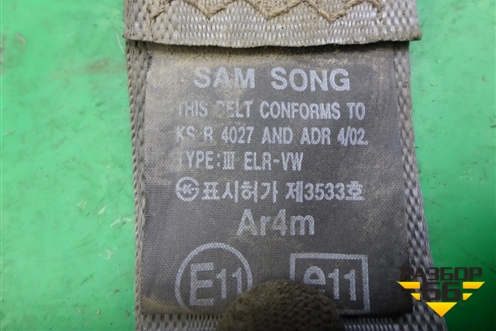 SAM SONG
THIS BELT CONFORMS TO
KS R 4027 AND ADR 4/02.
TYPE:Ⅲ ELR-VW
㉿표시허가 제3533호
Ar4m
E11 e11
РАЗБОР
66